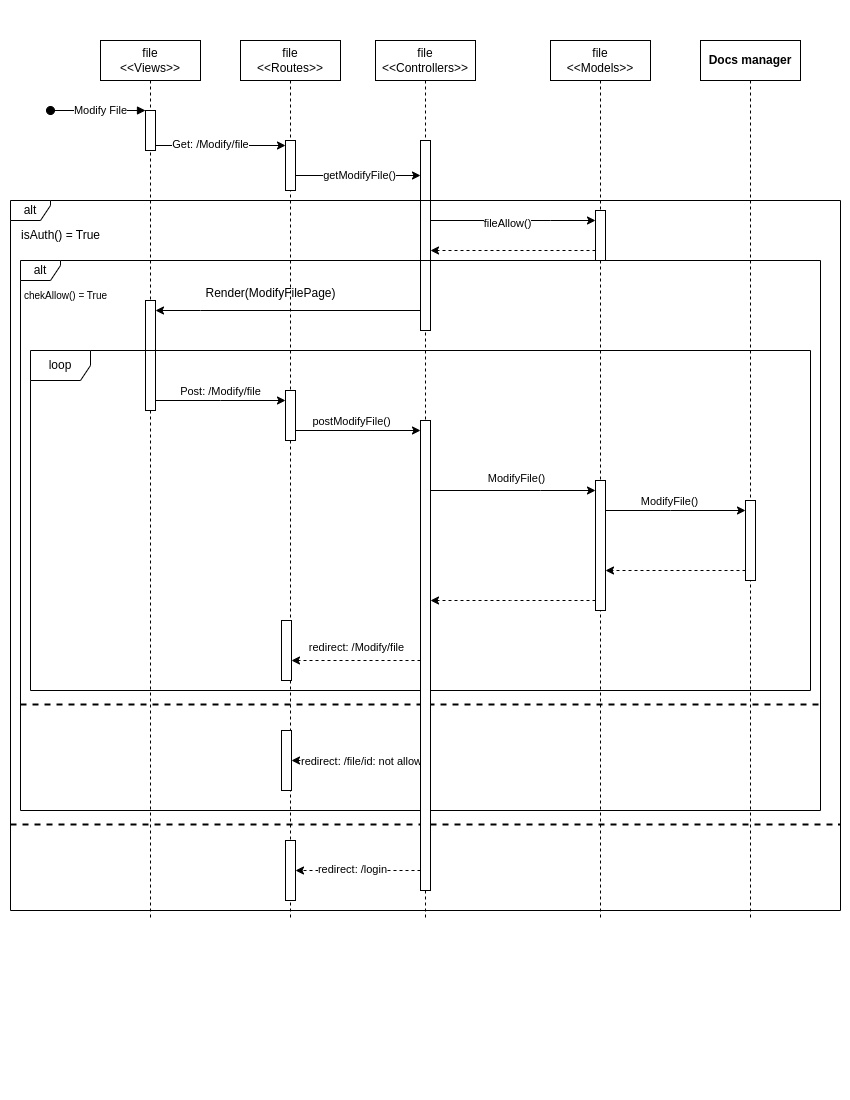 file
<<Views>>
file
<<Routes>>
file
<<Controllers>>
file
<<Models>>
Docs manager
Modify File
Get: /Modify/file
getModifyFile()
alt
isAuth() = True
fileAllow()
alt
chekAllow() = True
Render(ModifyFilePage)
loop
Post: /Modify/file
postModifyFile()
ModifyFile()
ModifyFile()
redirect: /Modify/file
redirect: /file/id: not allow
redirect: /login